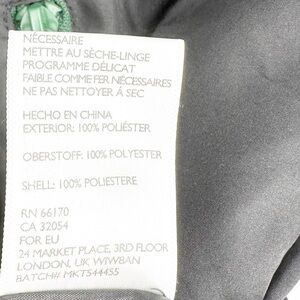 NÉCESSAIRE
METTRE AU SÈCHE-LINGE
PROGRAMME DÉLICAT
FAIBLE COMME FER NÉCESSAIRES
NE PAS NETTOYER À SEC
HECHO EN CHINA
EXTERIOR: 100% POLIÉSTER
OBERSTOFF: 100% POLYESTER
SHELL: 100% POLIESTERE
RN 66170
CA 32054
FOR EU
24 MARKET PLACE, 3RD FLOOR
LONDON, UK W1W8AN
BATCH# MKT544455